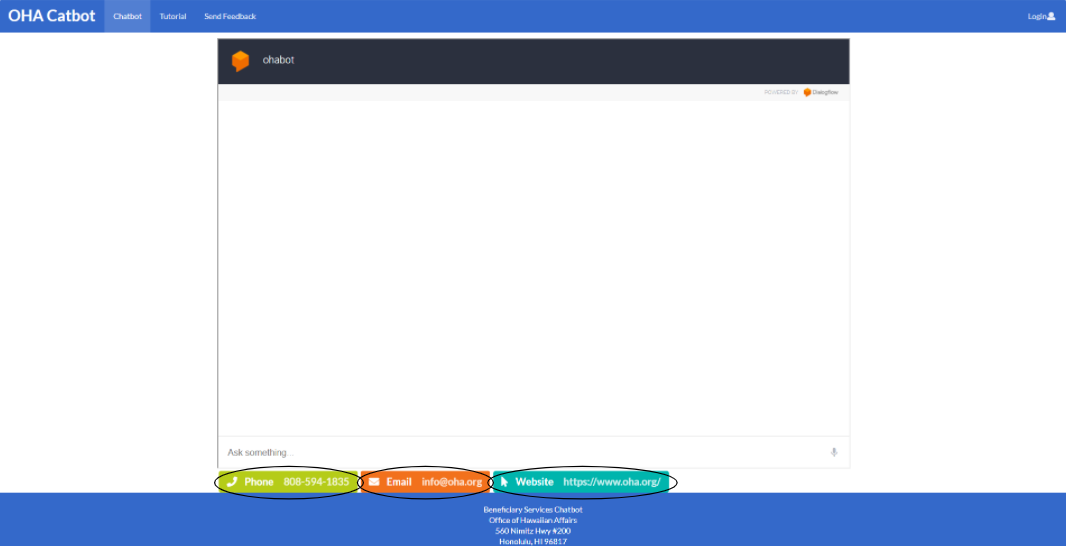 OHA Catbot Chatbot Tutorial Send Feedback Login
ohabot
POWERED BY Dialogflow
Ask something...
Phone 808-594-1835 Email info@oha.org Website https://www.oha.org/
Beneficiary Services Chatbot
Office of Hawaiian Affairs
560 Nimitz Hwy #200
Honolulu, HI 96817